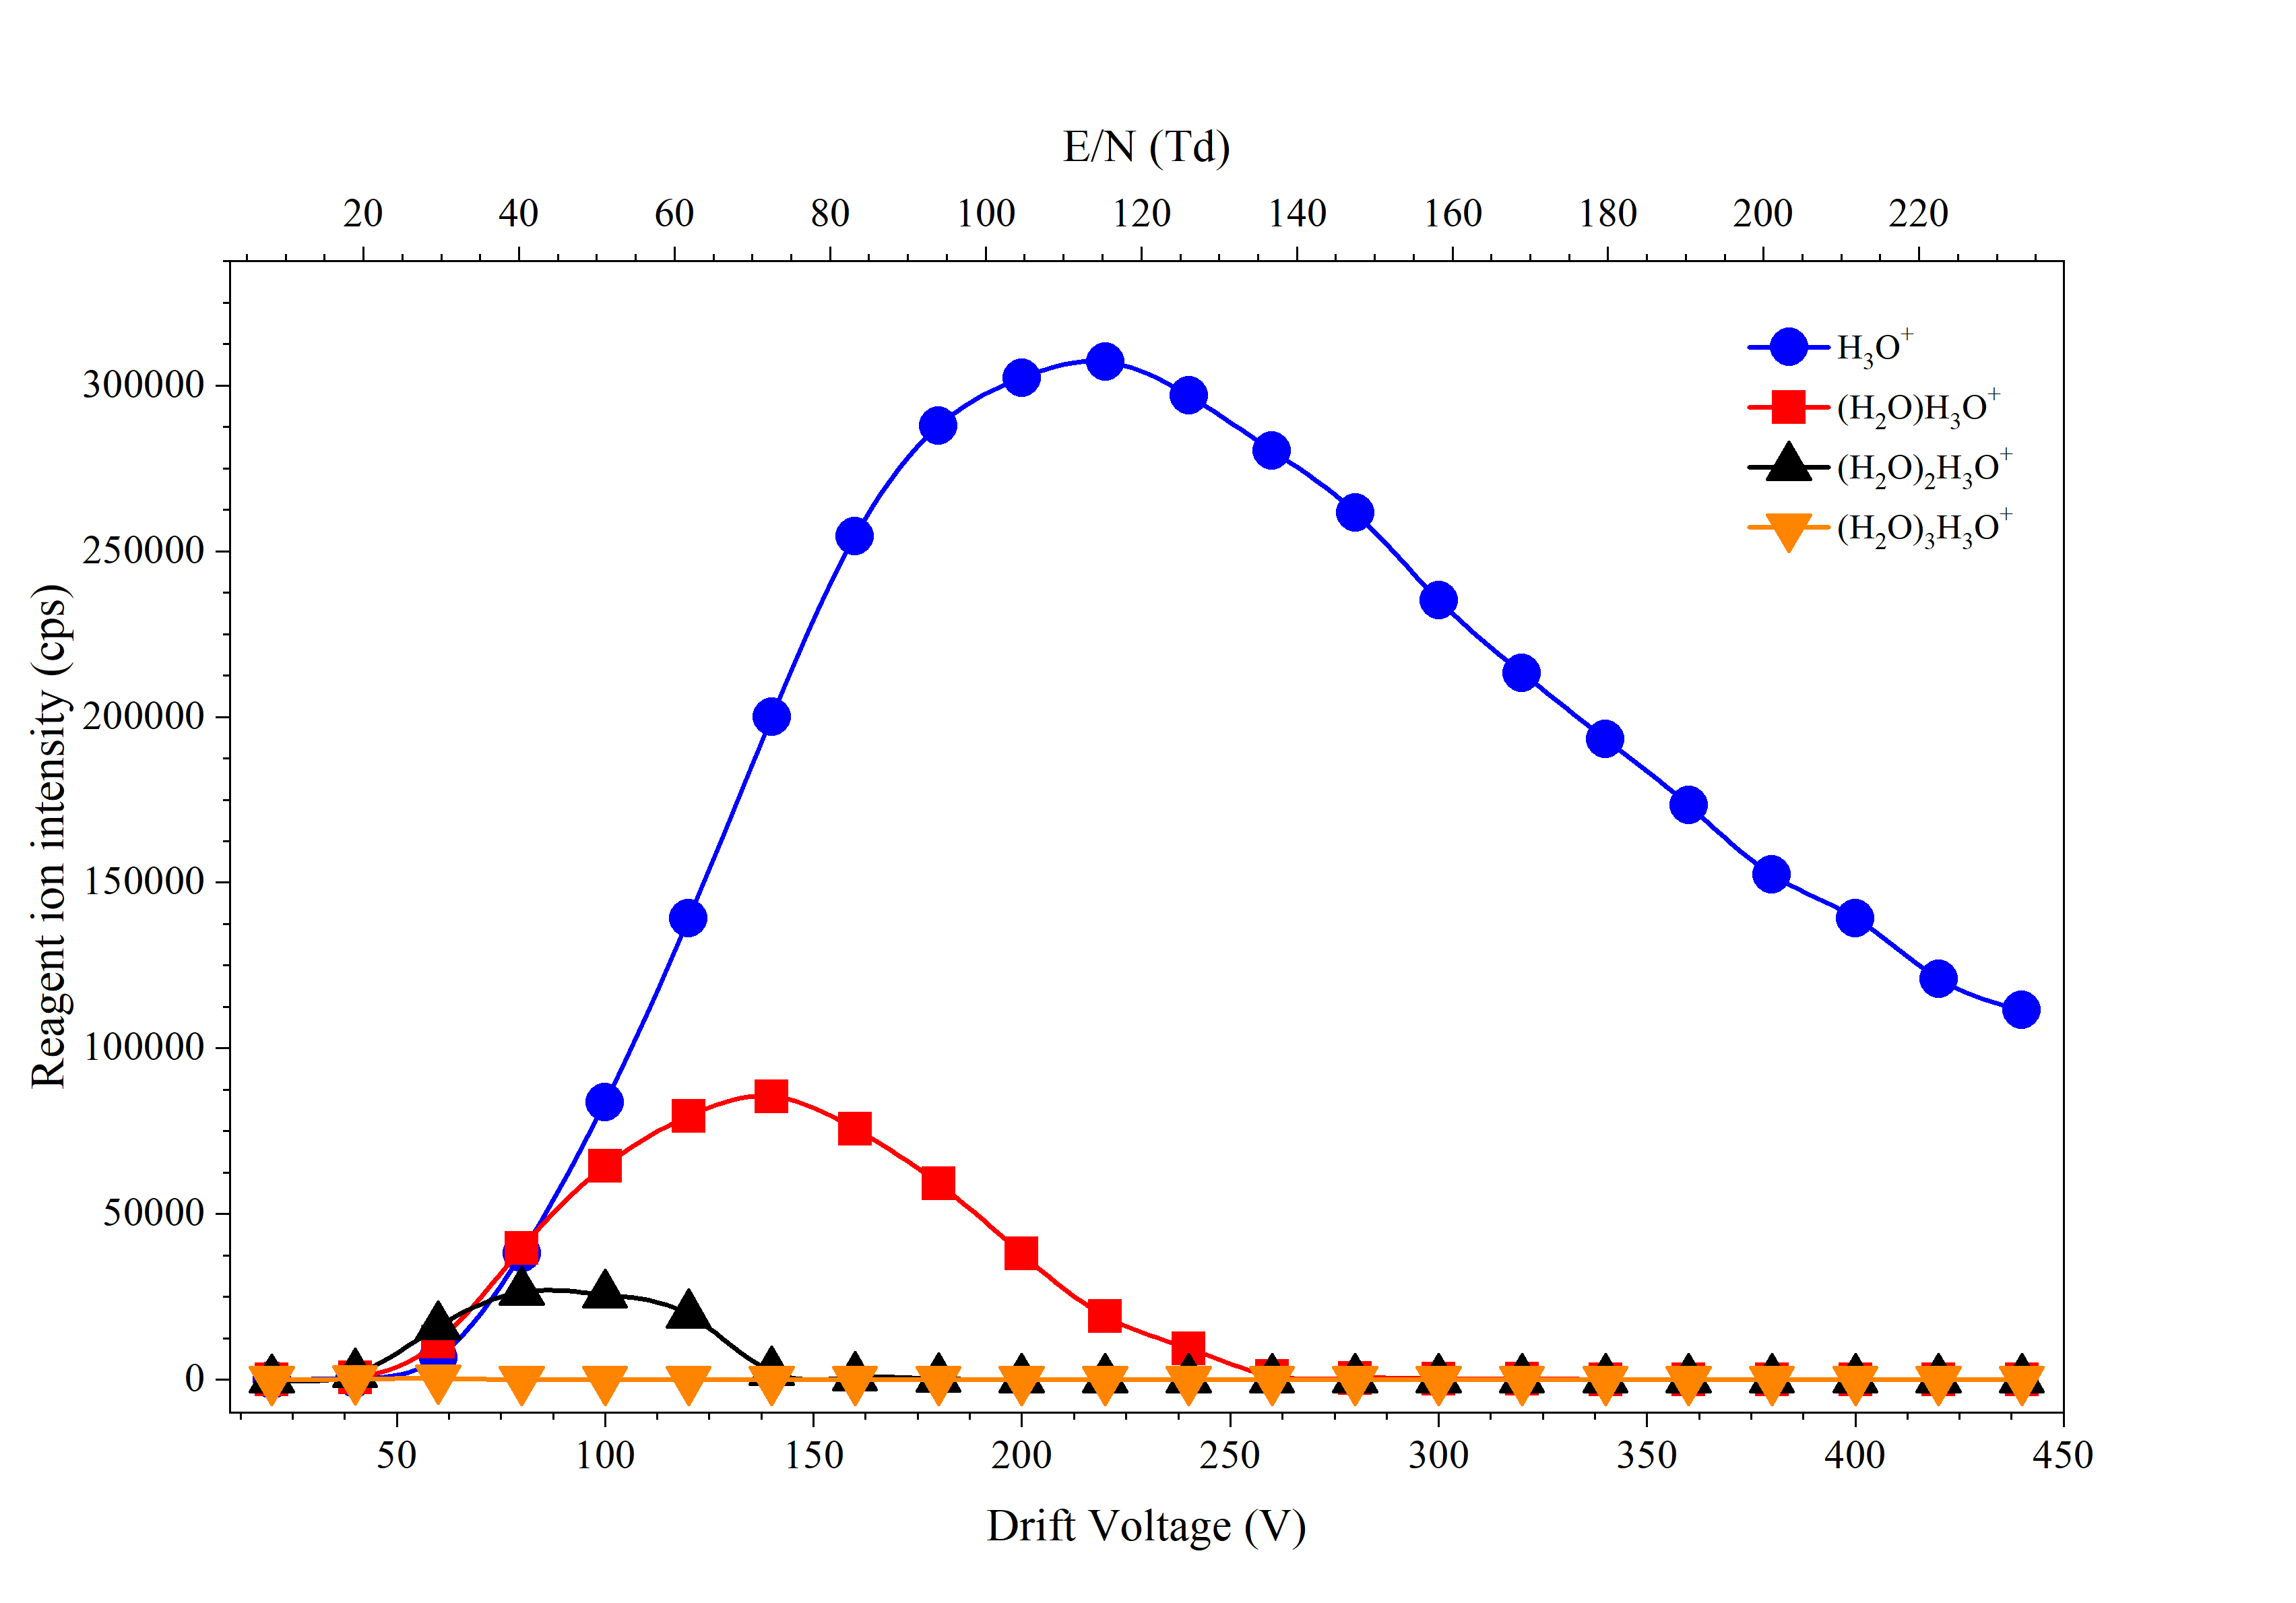 E/N (Td)
20 40 60 80 100 120 140 160 180 200 220
H₃O⁺
(H₂O)H₃O⁺
(H₂O)₂H₃O⁺
(H₂O)₃H₃O⁺
300000
250000
200000
150000
100000
50000
0
Reagent ion intensity (cps)
50 100 150 200 250 300 350 400 450
Drift Voltage (V)